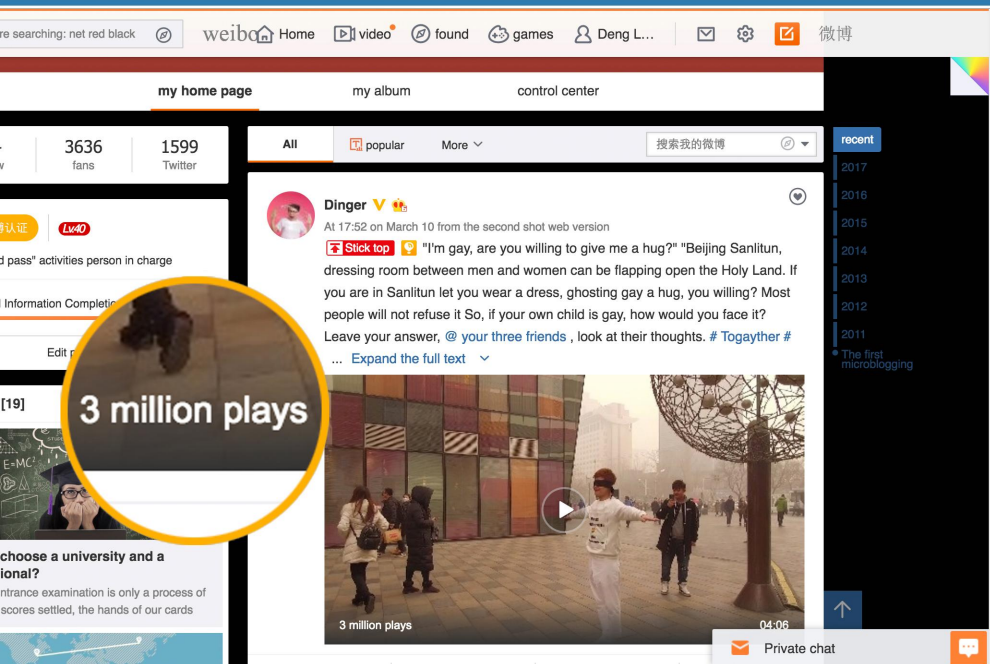 re searching: net red black
weibo Home video found games Deng L... 微博
my home page my album control center
3636 1599
fans Twitter
All popular More 搜索我的微博
Lv.40
d pass" activities person in charge
Information Completio
Edit
[19]
Dinger
At 17:52 on March 10 from the second shot web version
Stick top "I'm gay, are you willing to give me a hug?" "Beijing Sanlitun,
dressing room between men and women can be flapping open the Holy Land. If
you are in Sanlitun let you wear a dress, ghosting gay a hug, you willing? Most
people will not refuse it So, if your own child is gay, how would you face it?
Leave your answer, @ your three friends , look at their thoughts. # Togayther #
... Expand the full text
3 million plays
E=MC²
choose a university and a
ional?
ntrance examination is only a process of
scores settled, the hands of our cards
3 million plays 04:06
recent
2017
2016
2015
2014
2013
2012
2011
The first
microblogging
Private chat